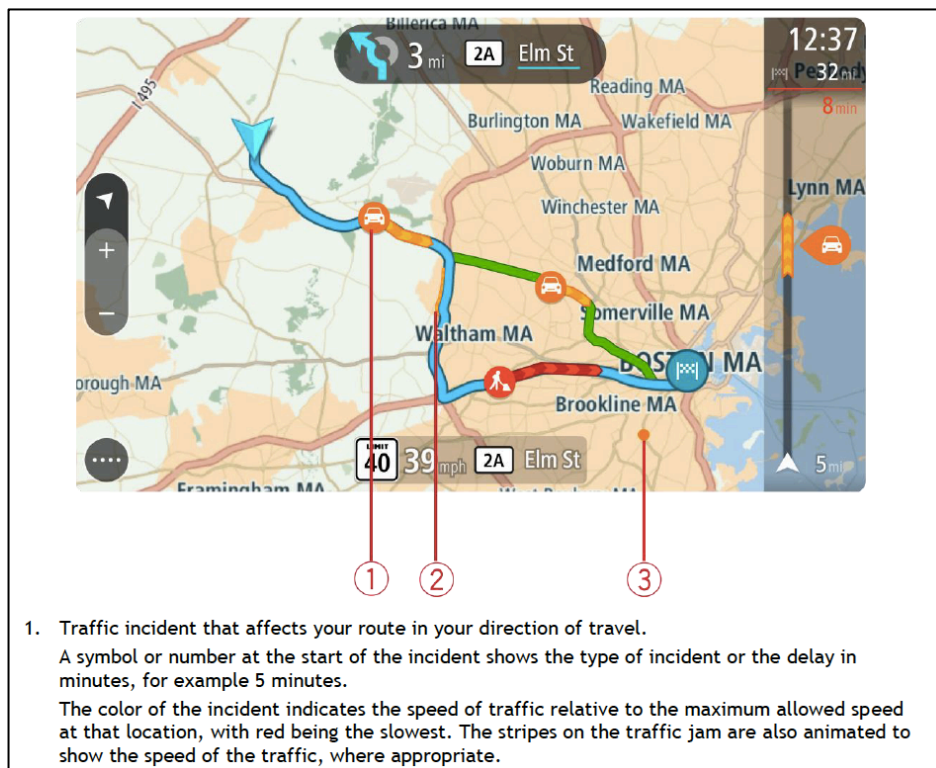 Billerica MA
3 mi 2A Elm St
12:37
32 mi
Peabody
8 min
I 495
Reading MA
Burlington MA
Wakefield MA
Woburn MA
Lynn MA
Winchester MA
Medford MA
Somerville MA
Waltham MA
BOSTON MA
orough MA
Brookline MA
LIMIT
40 39 mph 2A Elm St
5 mi
Framingham MA
1 2 3
1. Traffic incident that affects your route in your direction of travel.
A symbol or number at the start of the incident shows the type of incident or the delay in
minutes, for example 5 minutes.
The color of the incident indicates the speed of traffic relative to the maximum allowed speed
at that location, with red being the slowest. The stripes on the traffic jam are also animated to
show the speed of the traffic, where appropriate.